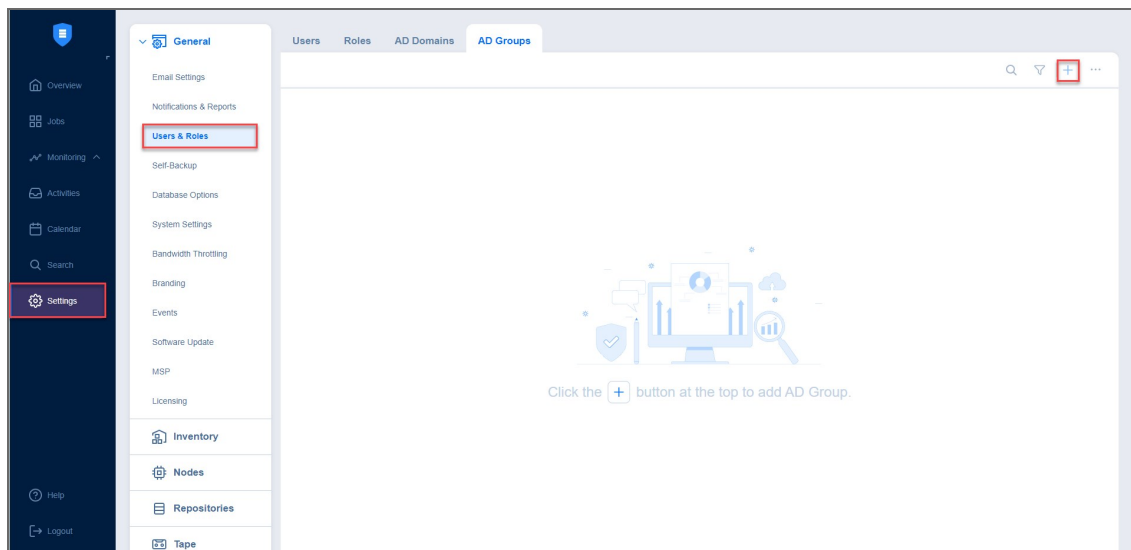 Overview
Jobs
Monitoring
Activities
Calendar
Search
Settings
Help
Logout
General
Email Settings
Notifications & Reports
Users & Roles
Self-Backup
Database Options
System Settings
Bandwidth Throttling
Branding
Events
Software Update
MSP
Licensing
Inventory
Nodes
Repositories
Tape
Users Roles AD Domains AD Groups
Click the + button at the top to add AD Group.